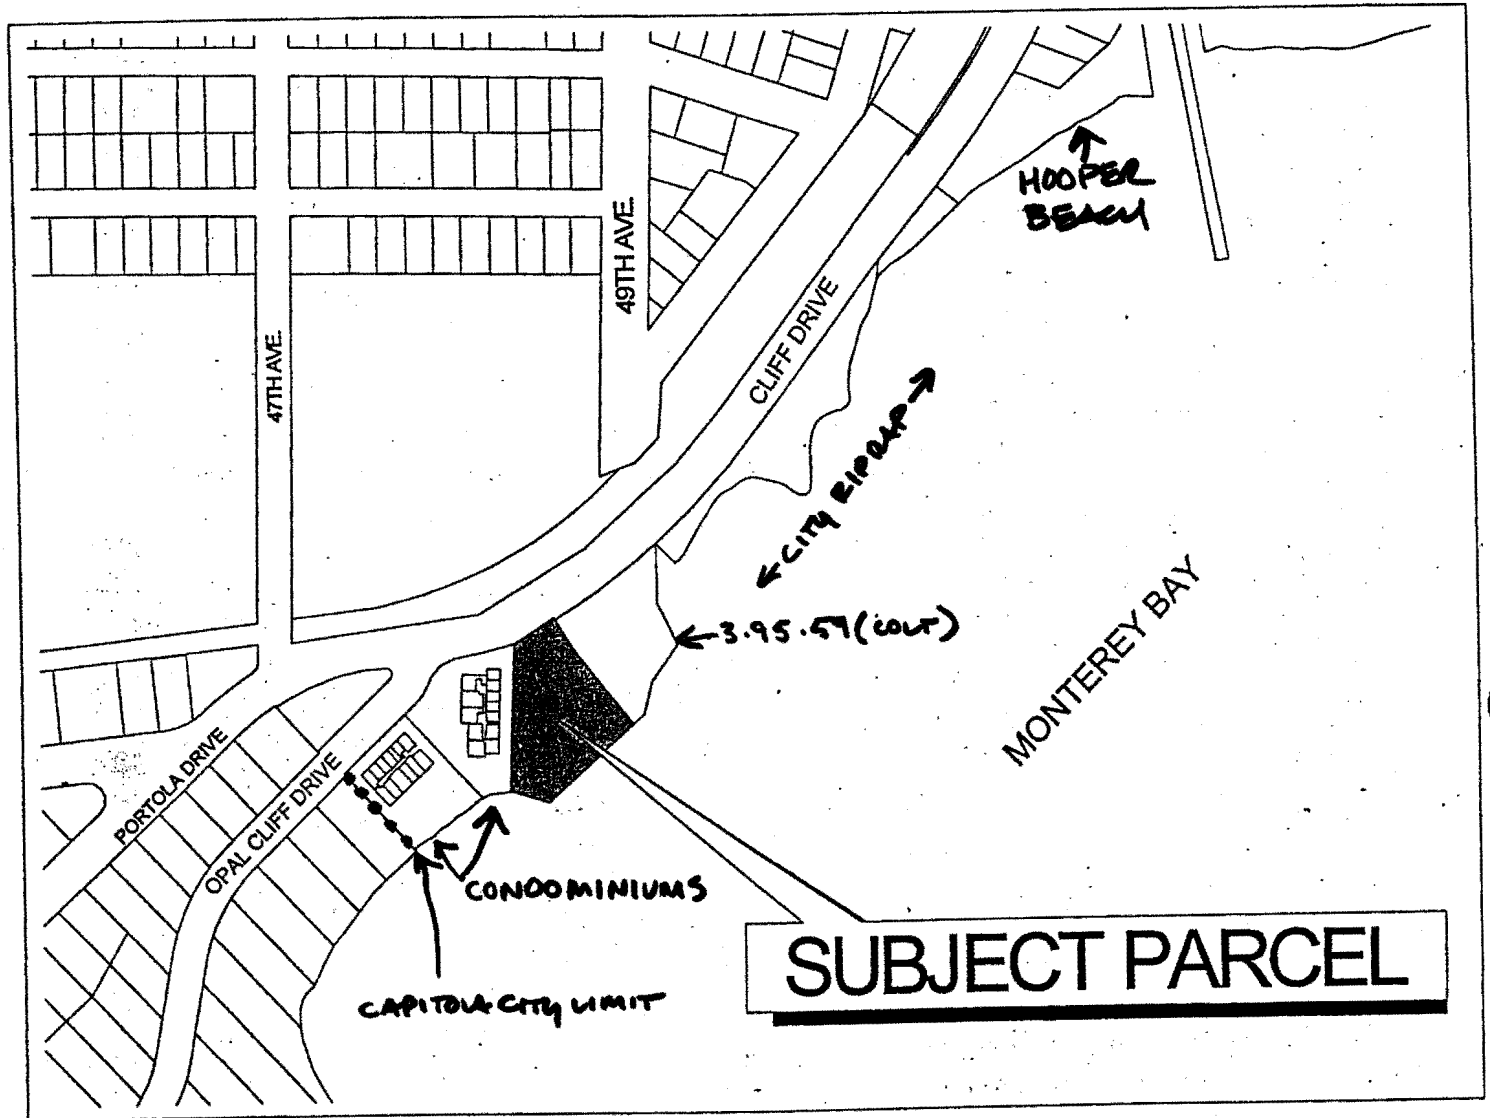 HOOPER
BEACH
49TH AVE.
CLIFF DRIVE
47TH AVE.
CITY RIPRAP
3.95.59 (COLT)
MONTEREY BAY
PORTOLA DRIVE
OPAL CLIFF DRIVE
CONDOMINIUMS
SUBJECT PARCEL
CAPITOLA CITY LIMIT